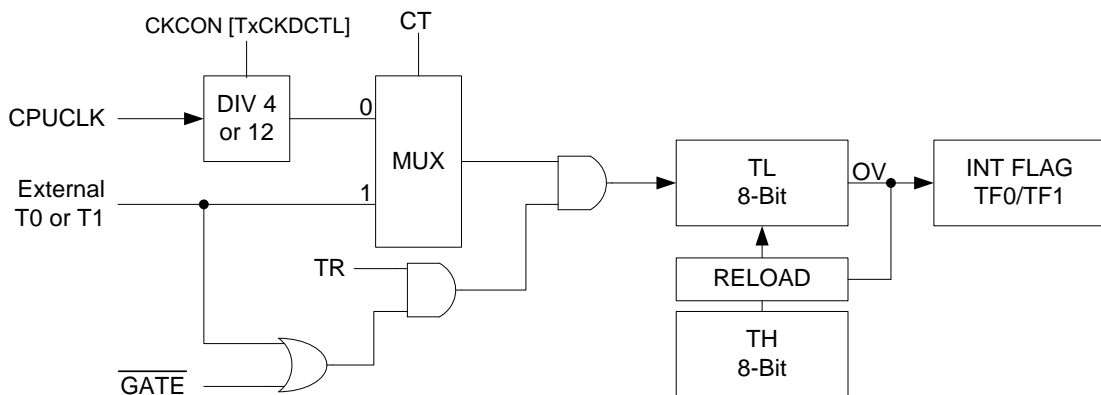 CKCON [TxCKDCTL]
CT
CPUCLK
DIV 4
or 12
0
MUX
External
T0 or T1
1
TL
8-Bit
OV
INT FLAG
TF0/TF1
TR
RELOAD
TH
8-Bit
GATE